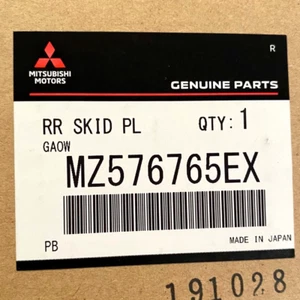 R
MITSUBISHI
MOTORS
GENUINE PARTS
RR SKID PL QTY: 1
GAOW
MZ576765EX
PB MADE IN JAPAN
191028